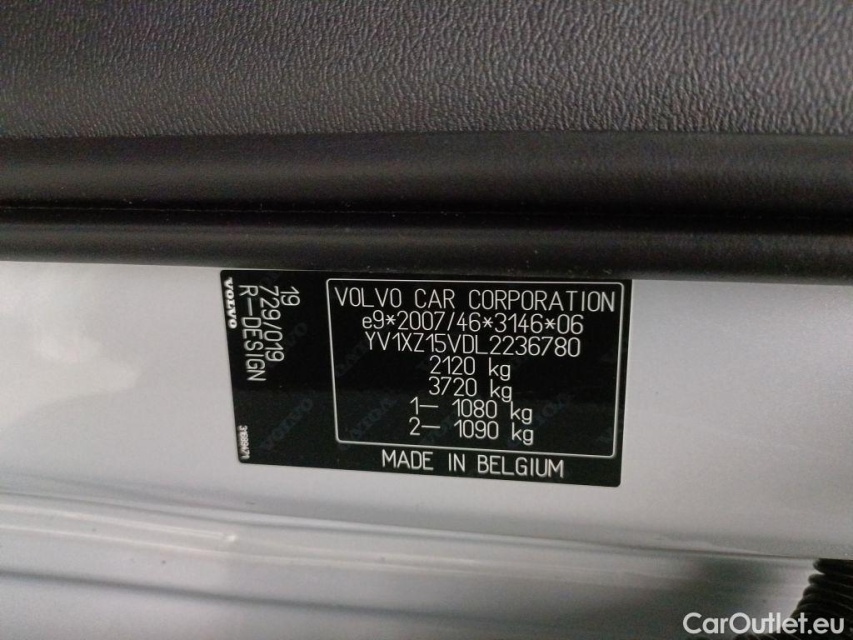 VOLVO CAR CORPORATION
e9*2007/46*3146*06
YV1XZ15VDL2236780
2120 kg
3720 kg
1– 1080 kg
2– 1090 kg
MADE IN BELGIUM
19
729/019
R–DESIGN
VOLVO
CarOutlet.eu